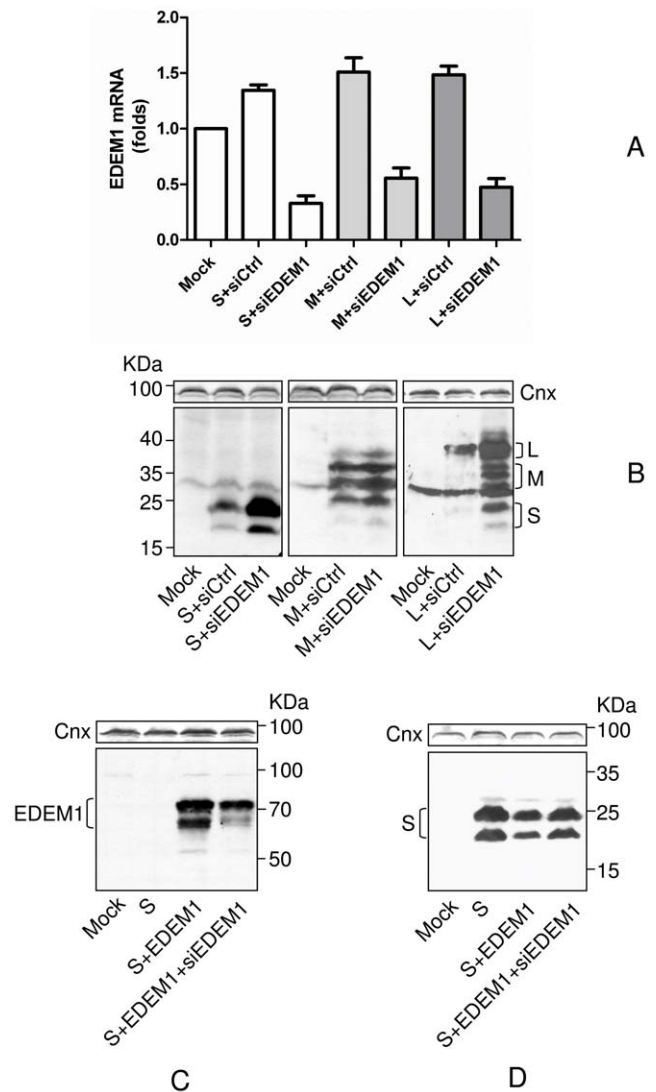 2.0
1.5
1.0
0.5
0.0
EDEM1 mRNA
(folds)
Mock
S+siCtrl
S+siEDEM1
M+siCtrl
M+siEDEM1
L+siCtrl
L+siEDEM1
A
KDa
100
Cnx
40
35
25
15
L
M
S
B
Mock
S+siCtrl
S+siEDEM1
Mock
M+siCtrl
M+siEDEM1
Mock
L+siCtrl
L+siEDEM1
KDa
Cnx
100
100
EDEM1
70
50
Mock
S
S+EDEM1
S+EDEM1+siEDEM1
C
KDa
Cnx
100
35
S
25
15
Mock
S
S+EDEM1
S+EDEM1+siEDEM1
D